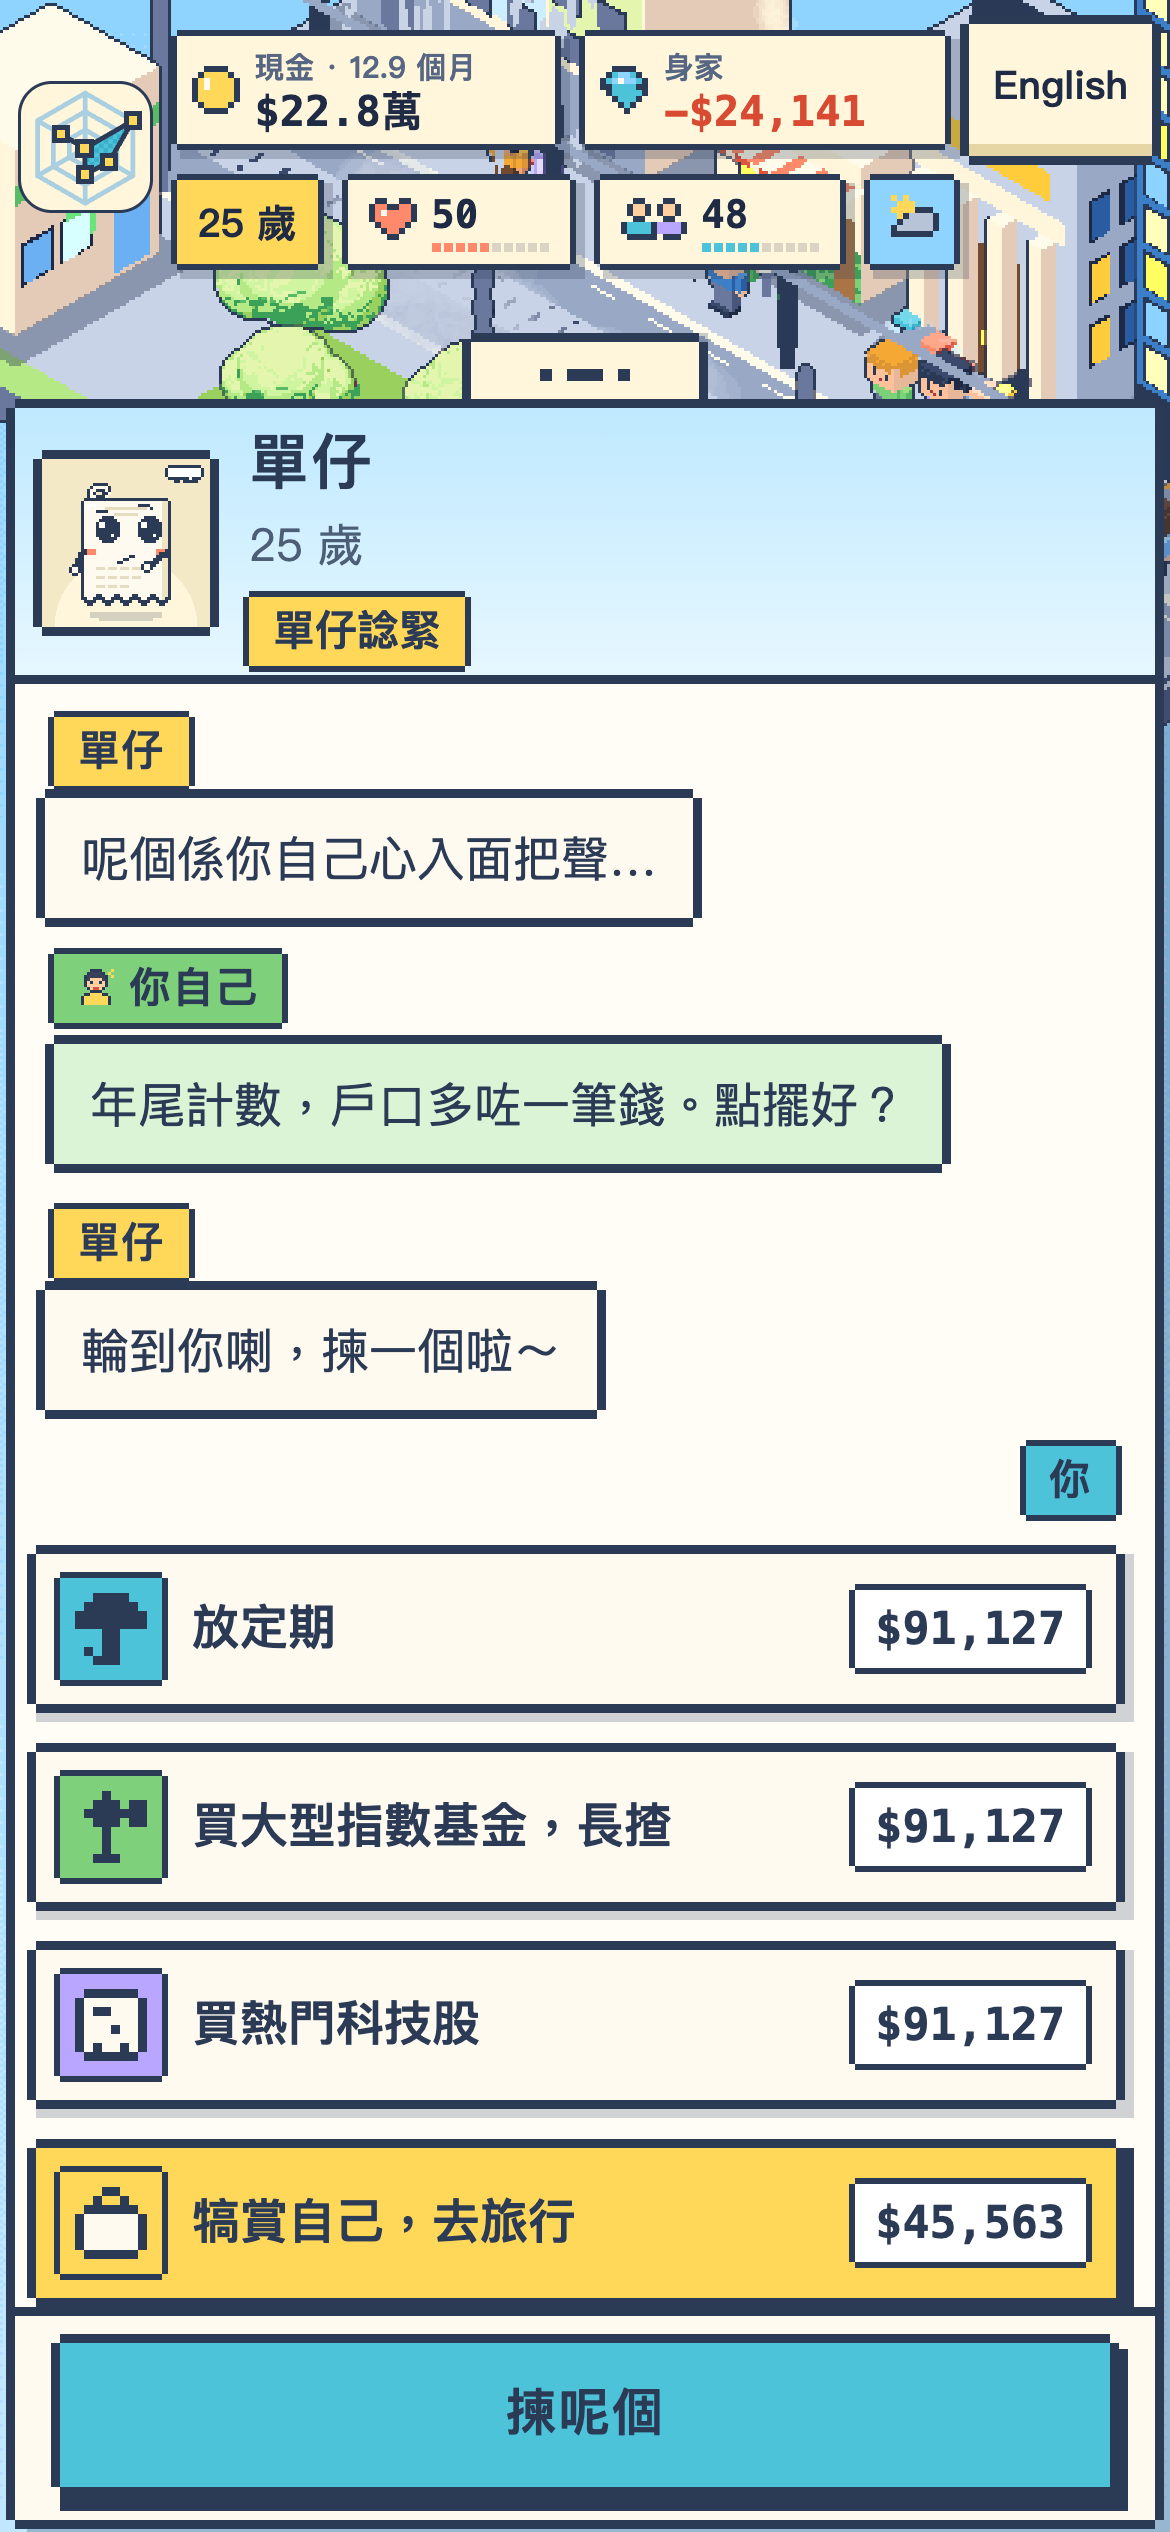 現金 · 12.9 個月
$22.8萬
身家
−$24,141
English
25 歲
50
48
單仔
25 歲
單仔諗緊
單仔
呢個係你自己心入面把聲…
你自己
年尾計數，戶口多咗一筆錢。點擺好？
單仔
輪到你喇，揀一個啦～
你
放定期
$91,127
買大型指數基金，長揸
$91,127
買熱門科技股
$91,127
犒賞自己，去旅行
$45,563
揀呢個